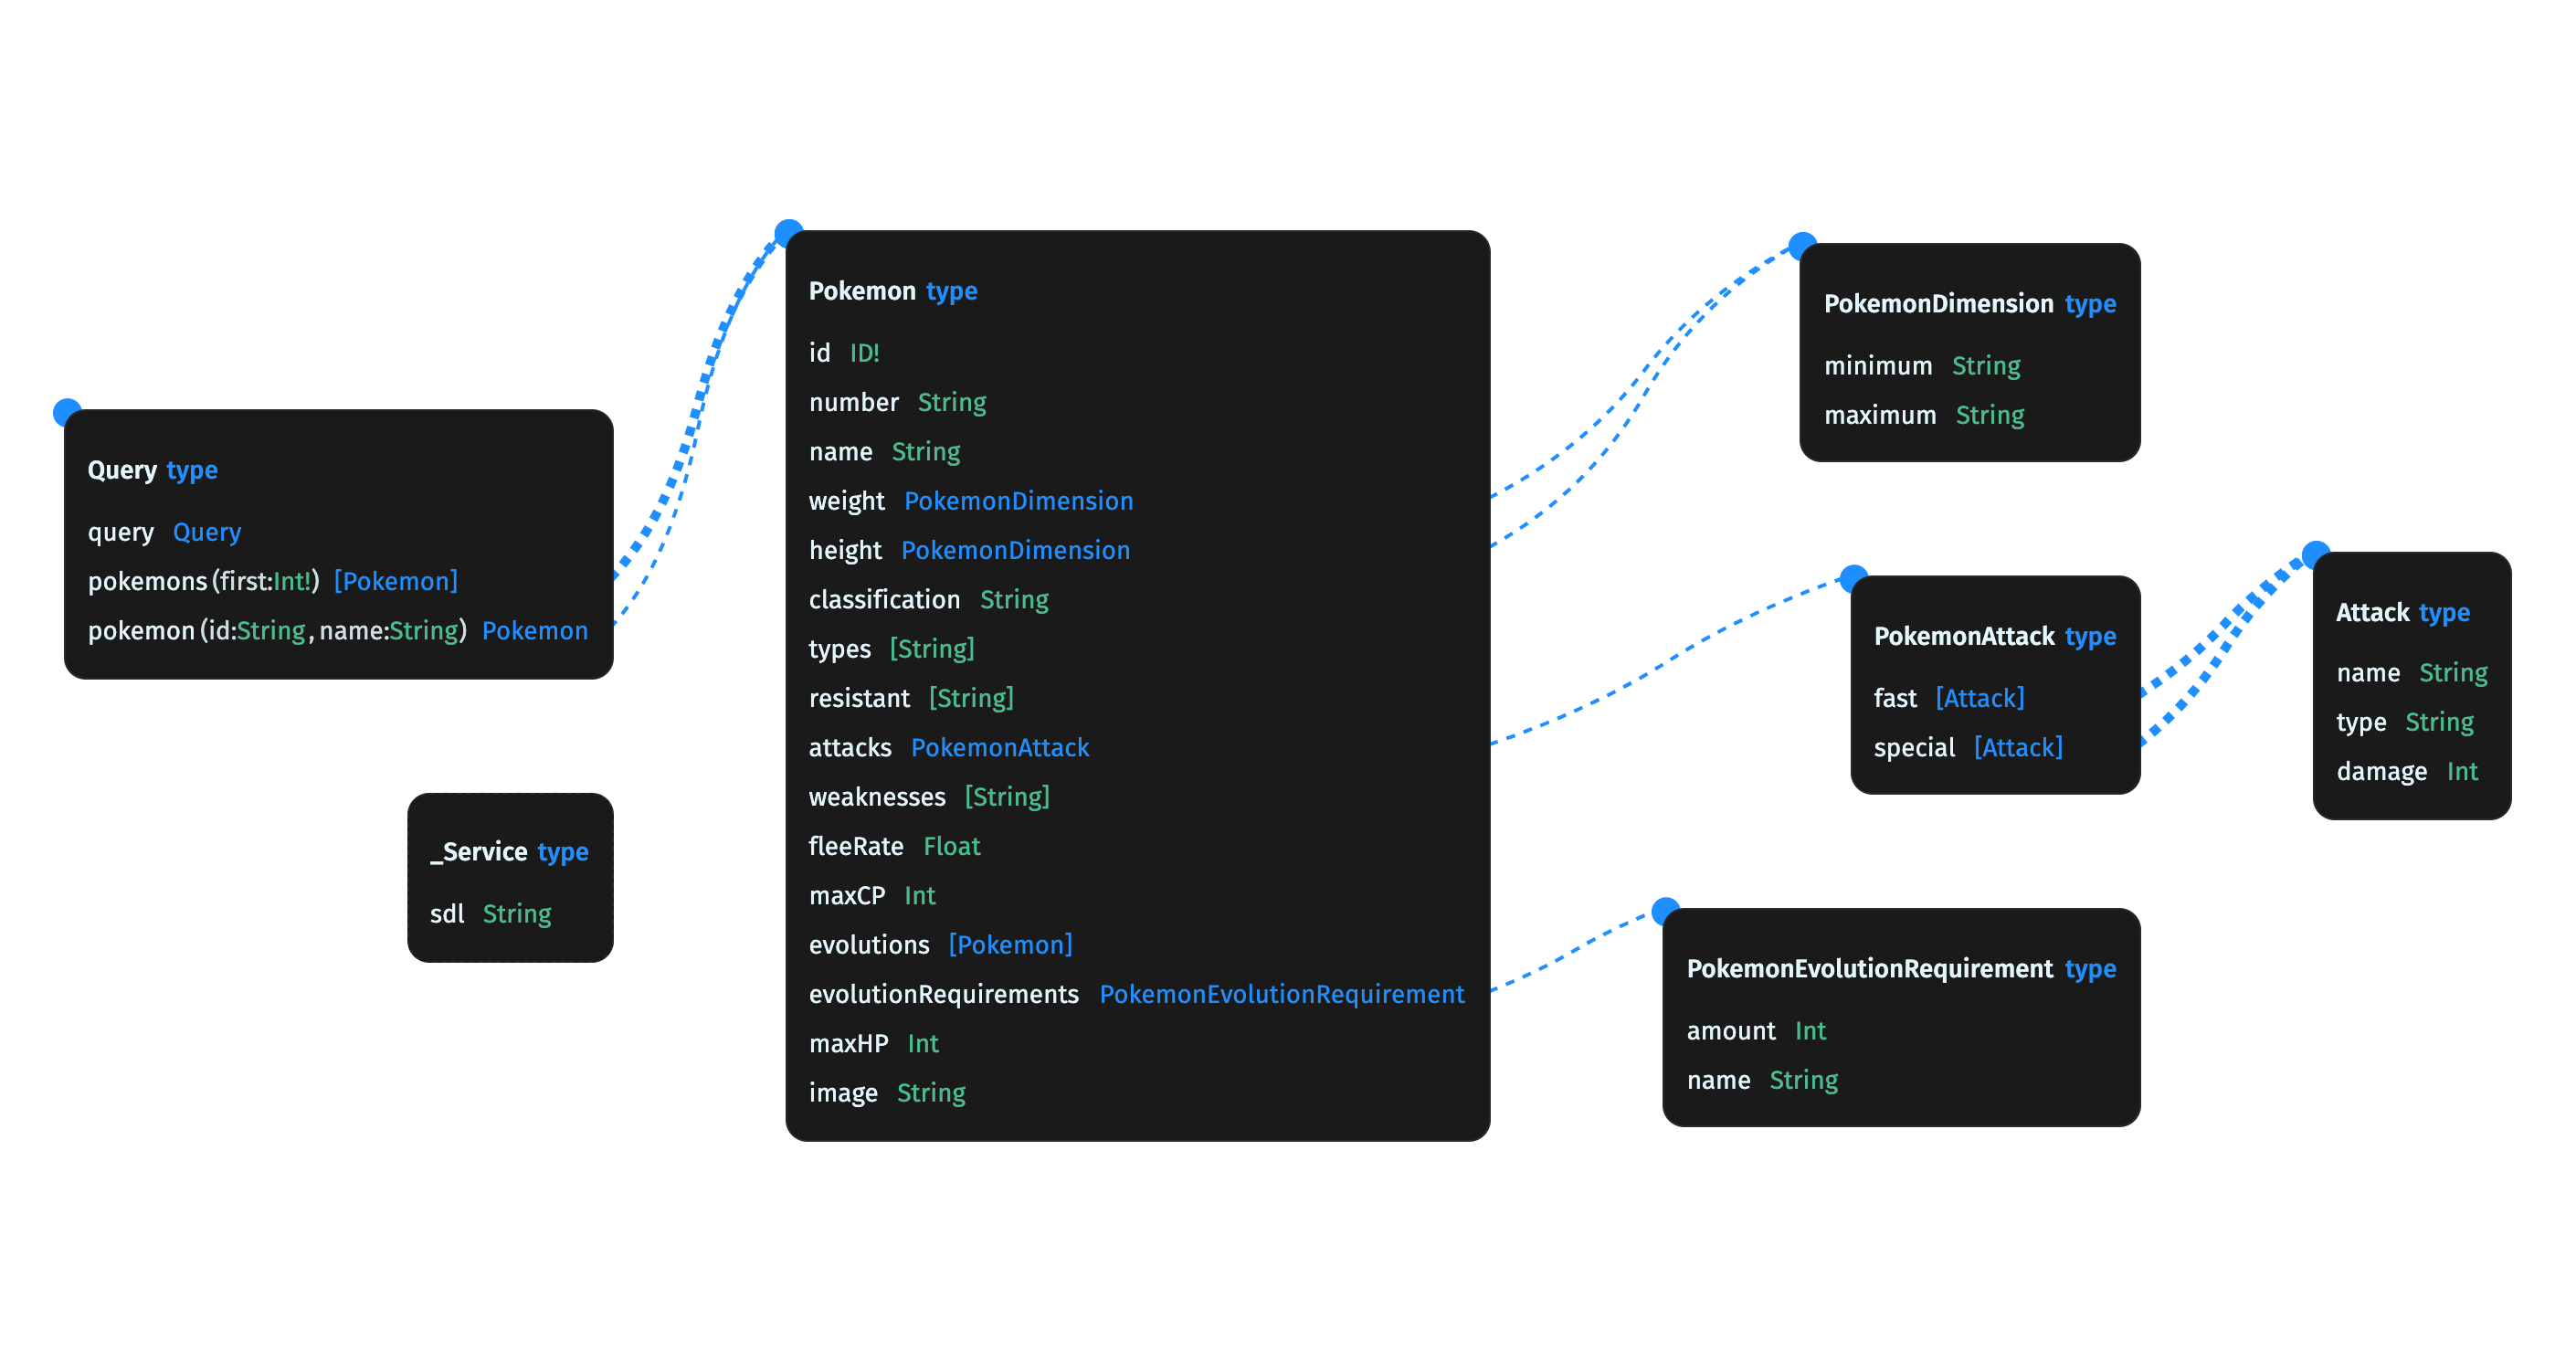 Query type
query Query
pokemons(first:Int!) [Pokemon]
pokemon(id:String, name:String) Pokemon
_Service type
sdl String
Pokemon type
id ID!
number String
name String
weight PokemonDimension
height PokemonDimension
classification String
types [String]
resistant [String]
attacks PokemonAttack
weaknesses [String]
fleeRate Float
maxCP Int
evolutions [Pokemon]
evolutionRequirements PokemonEvolutionRequirement
maxHP Int
image String
PokemonDimension type
minimum String
maximum String
PokemonAttack type
fast [Attack]
special [Attack]
PokemonEvolutionRequirement type
amount Int
name String
Attack type
name String
type String
damage Int